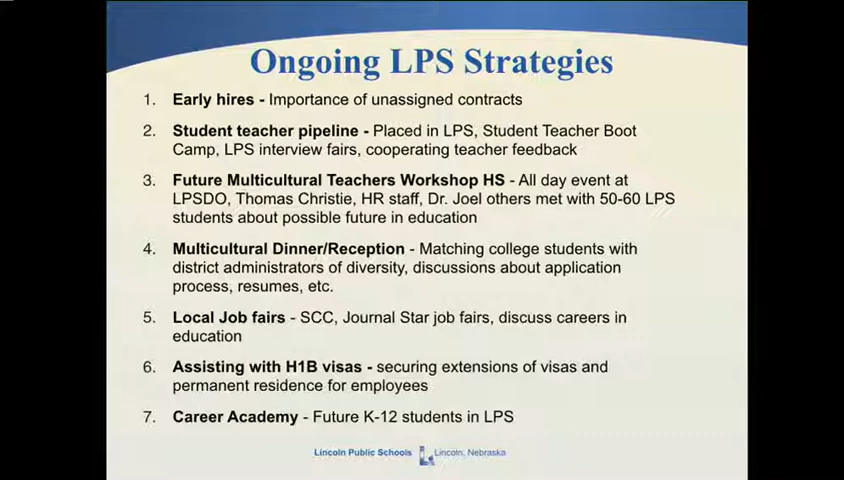 Ongoing LPS Strategies
1. Early hires - Importance of unassigned contracts
2. Student teacher pipeline - Placed in LPS, Student Teacher Boot
Camp, LPS interview fairs, cooperating teacher feedback
3. Future Multicultural Teachers Workshop HS - All day event at
LPSDO, Thomas Christie, HR staff, Dr. Joel others met with 50-60 LPS
students about possible future in education
4. Multicultural Dinner/Reception - Matching college students with
district administrators of diversity, discussions about application
process, resumes, etc.
5. Local Job fairs - SCC, Journal Star job fairs, discuss careers in
education
6. Assisting with H1B visas - securing extensions of visas and
permanent residence for employees
7. Career Academy - Future K-12 students in LPS
Lincoln Public Schools Lincoln, Nebraska